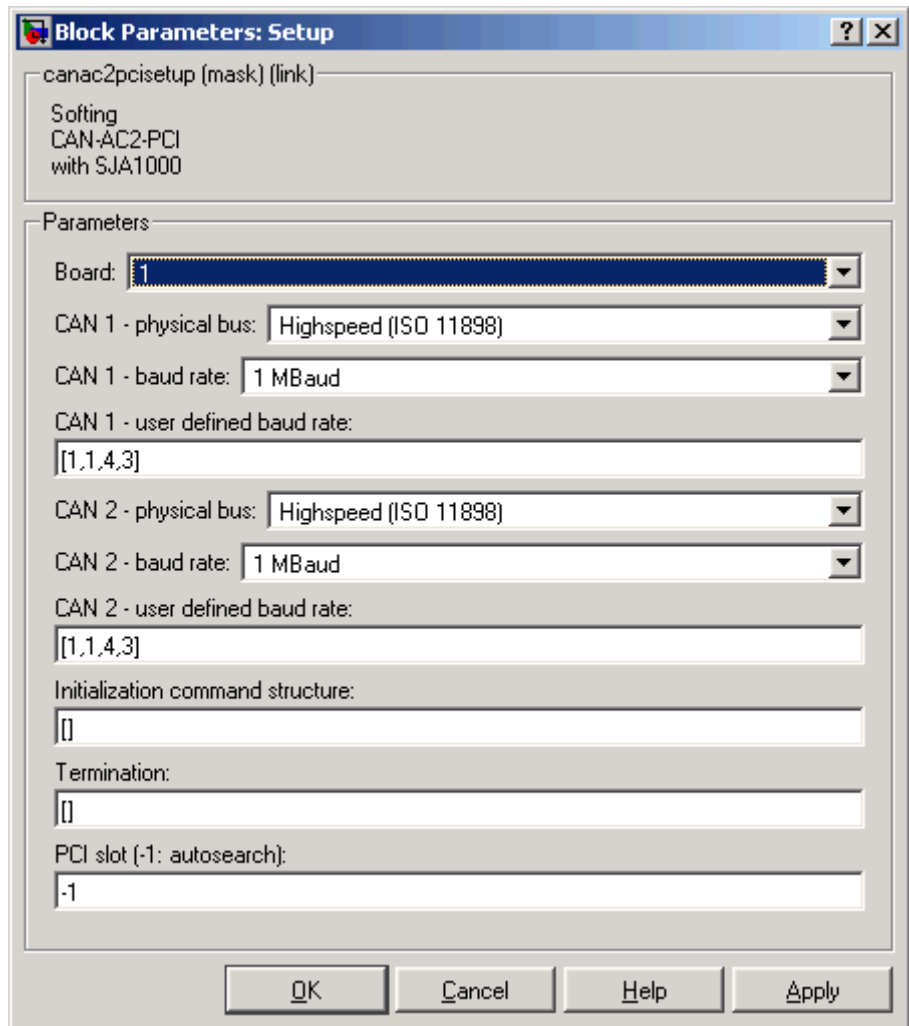 Block Parameters: Setup ? X
canac2pcisetup (mask) (link)
Softing
CAN-AC2-PCI
with SJA1000
Parameters
Board: 1
CAN 1 - physical bus: Highspeed (ISO 11898)
CAN 1 - baud rate: 1 MBaud
CAN 1 - user defined baud rate:
[1,1,4,3]
CAN 2 - physical bus: Highspeed (ISO 11898)
CAN 2 - baud rate: 1 MBaud
CAN 2 - user defined baud rate:
[1,1,4,3]
Initialization command structure:
[]
Termination:
[]
PCI slot (-1: autosearch):
-1
OK Cancel Help Apply